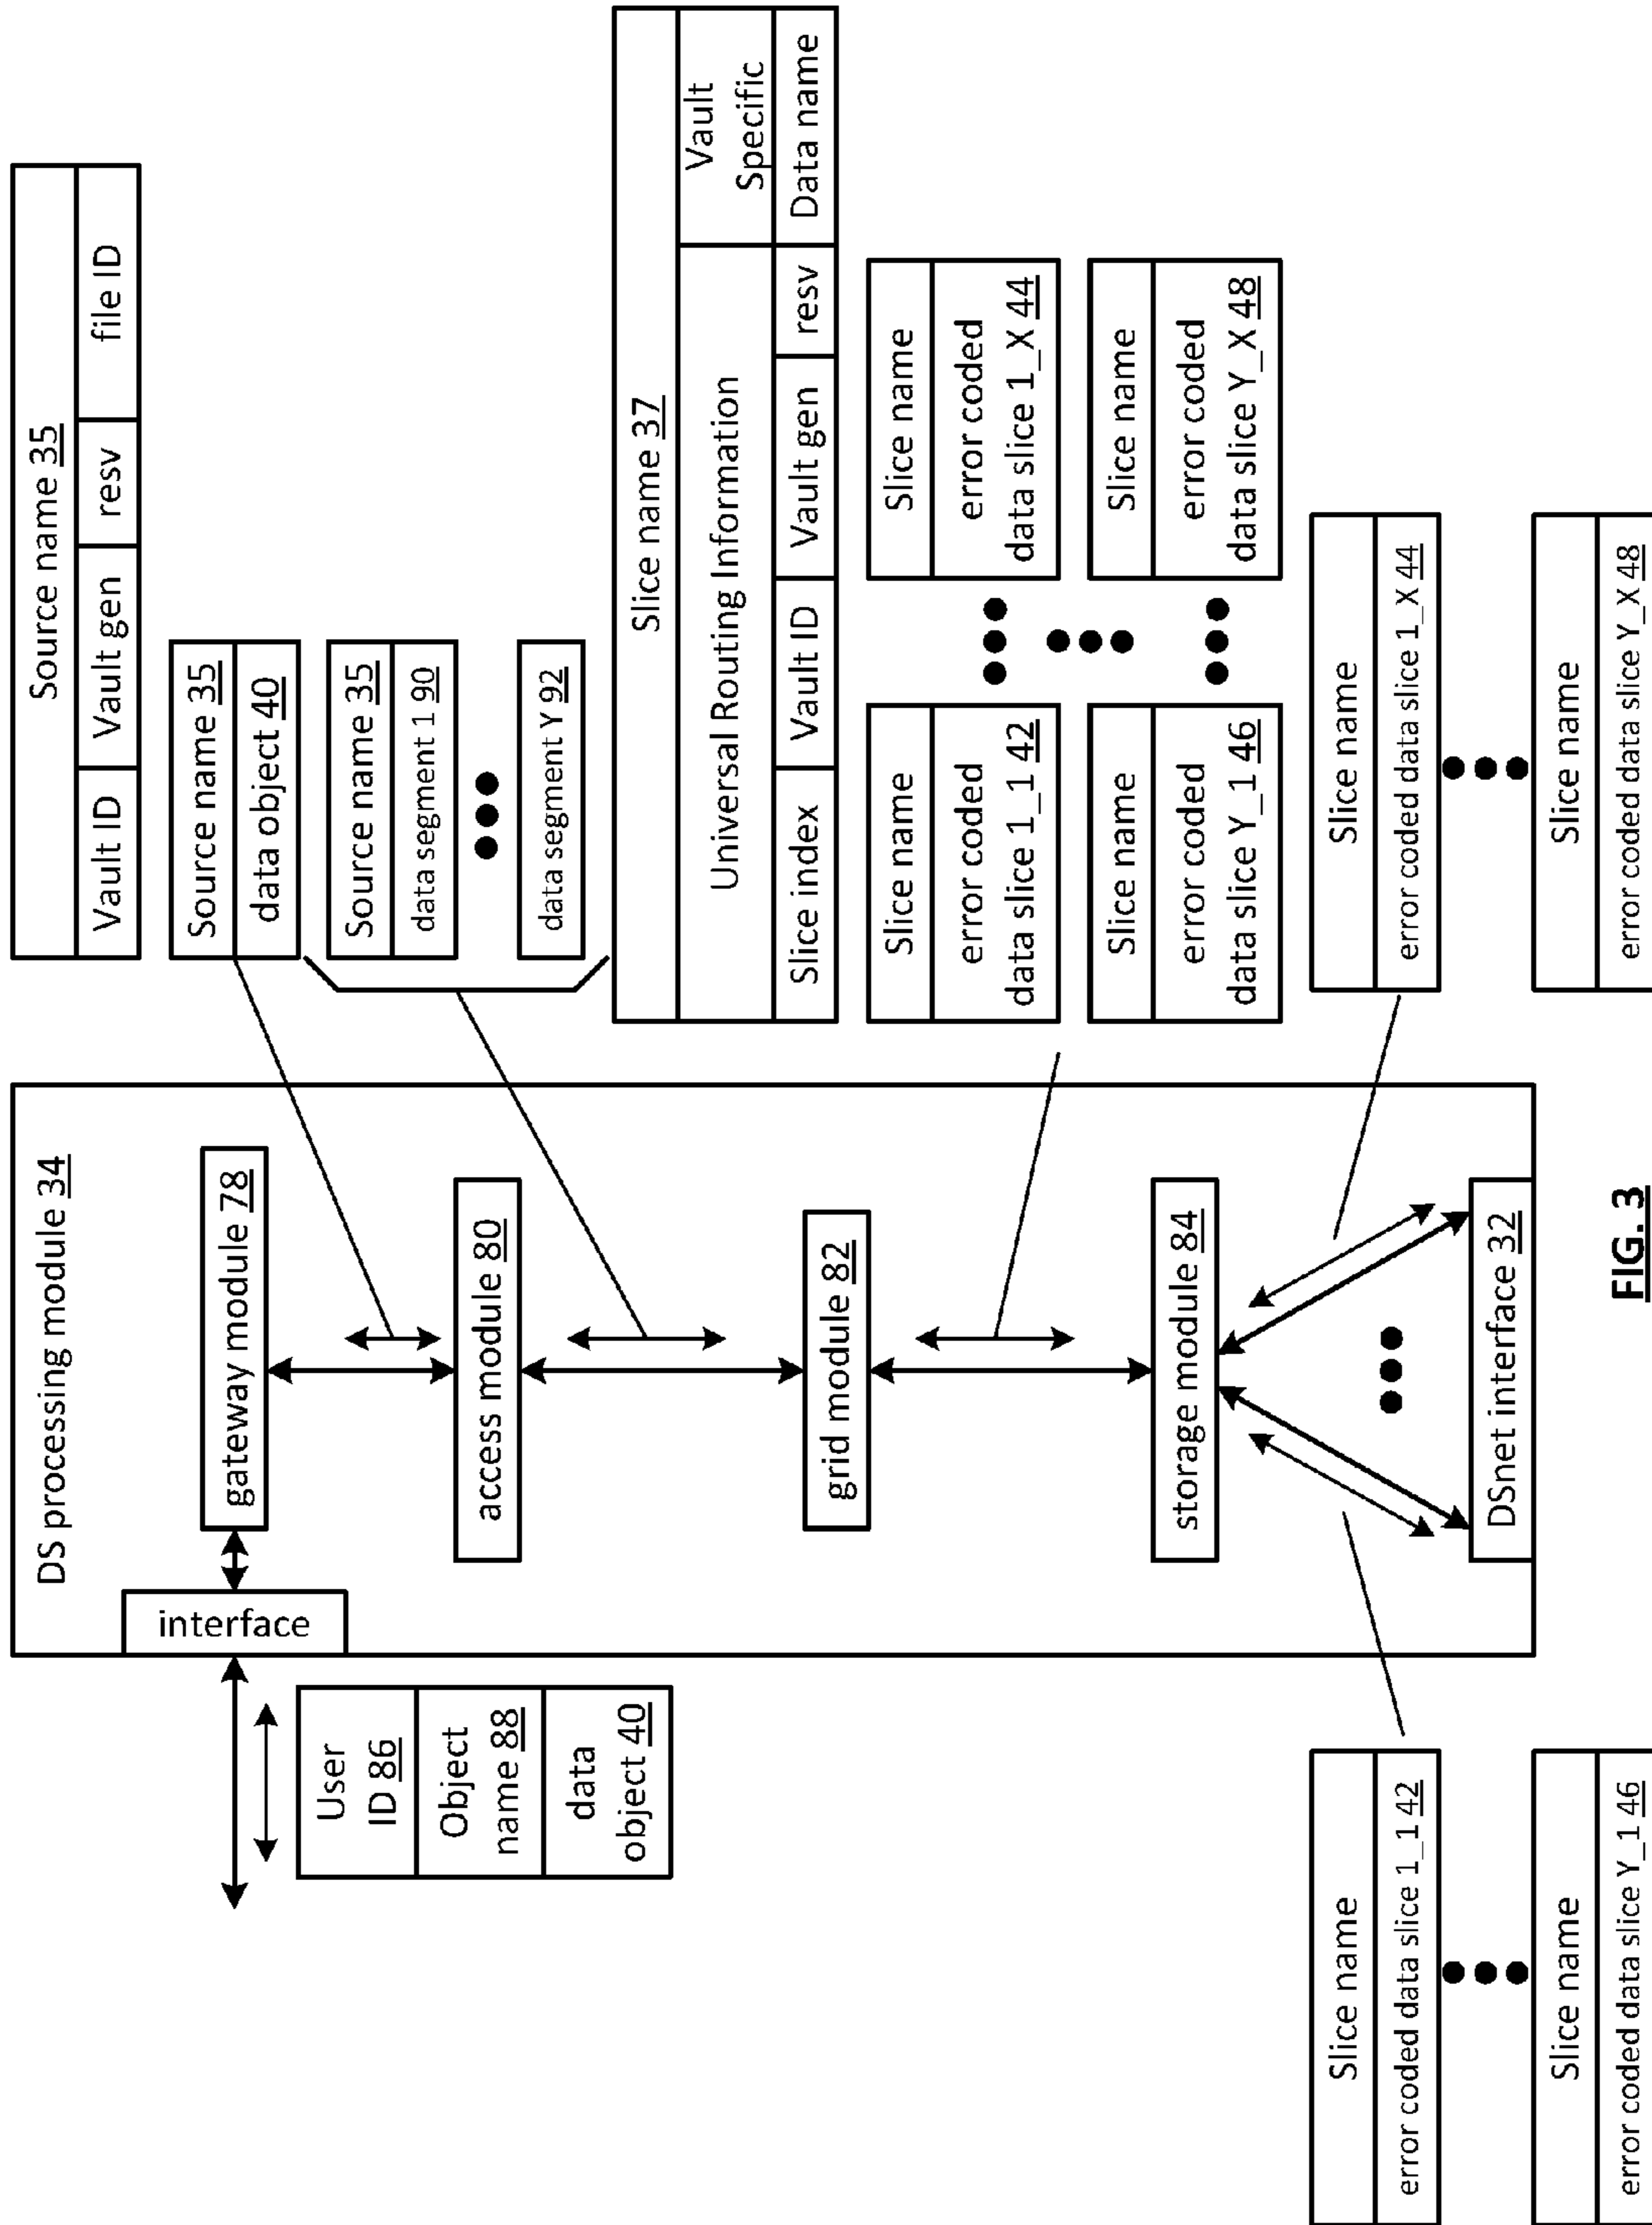 DS processing module 34
interface
gateway module 78
access module 80
grid module 82
storage module 84
DSnet interface 32
User
ID 86
Object
name 88
data
object 40
Source name 35
Vault ID
Vault gen
resv
file ID
Source name 35
data object 40
Source name 35
data segment 1 90
data segment Y 92
Slice name 37
Universal Routing Information
Vault
Specific
Slice index
Vault ID
Vault gen
resv
Data name
Slice name
error coded
data slice 1_1 42
Slice name
error coded
data slice 1_X 44
Slice name
error coded
data slice Y_1 46
Slice name
error coded
data slice Y_X 48
Slice name
error coded data slice 1_1 42
Slice name
error coded data slice Y_1 46
Slice name
error coded data slice 1_X 44
Slice name
error coded data slice Y_X 48
FIG. 3